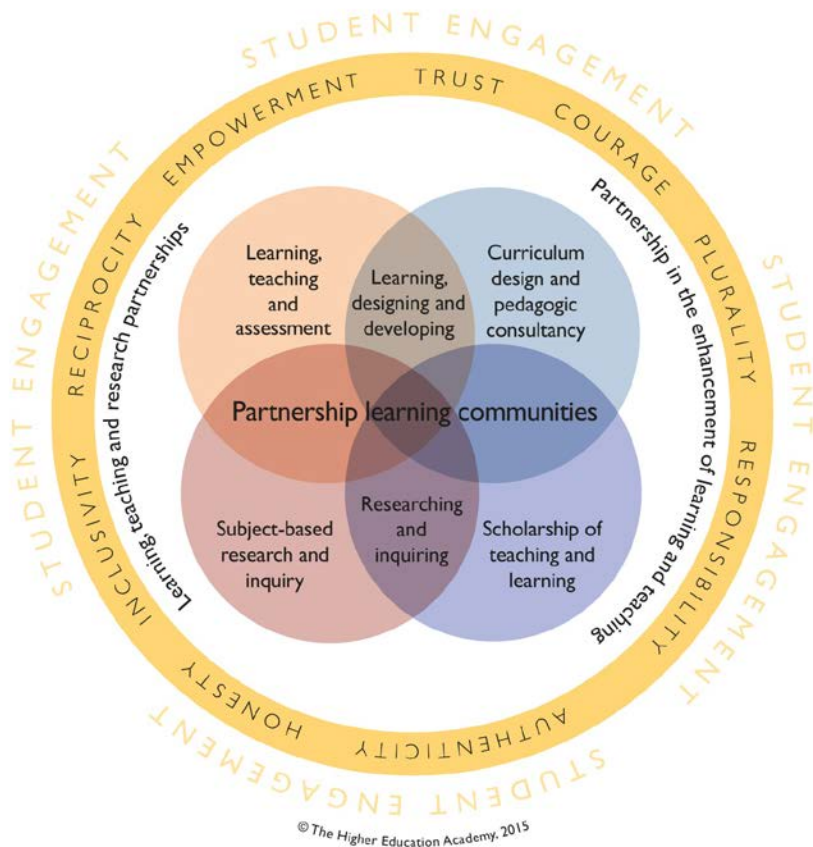 STUDENT ENGAGEMENT
STUDENT ENGAGEMENT
STUDENT ENGAGEMENT
STUDENT ENGAGEMENT
TRUST
COURAGE
PLURALITY
RESPONSIBILITY
AUTHENTICITY
HONESTY
INCLUSIVITY
RECIPROCITY
EMPOWERMENT
Learning teaching and research partnerships
Partnership in the enhancement of learning and teaching
Learning,
teaching
and
assessment
Learning,
designing and
developing
Curriculum
design and
pedagogic
consultancy
Partnership learning communities
Subject-based
research and
inquiry
Researching
and
inquiring
Scholarship of
teaching and
learning
© The Higher Education Academy, 2015